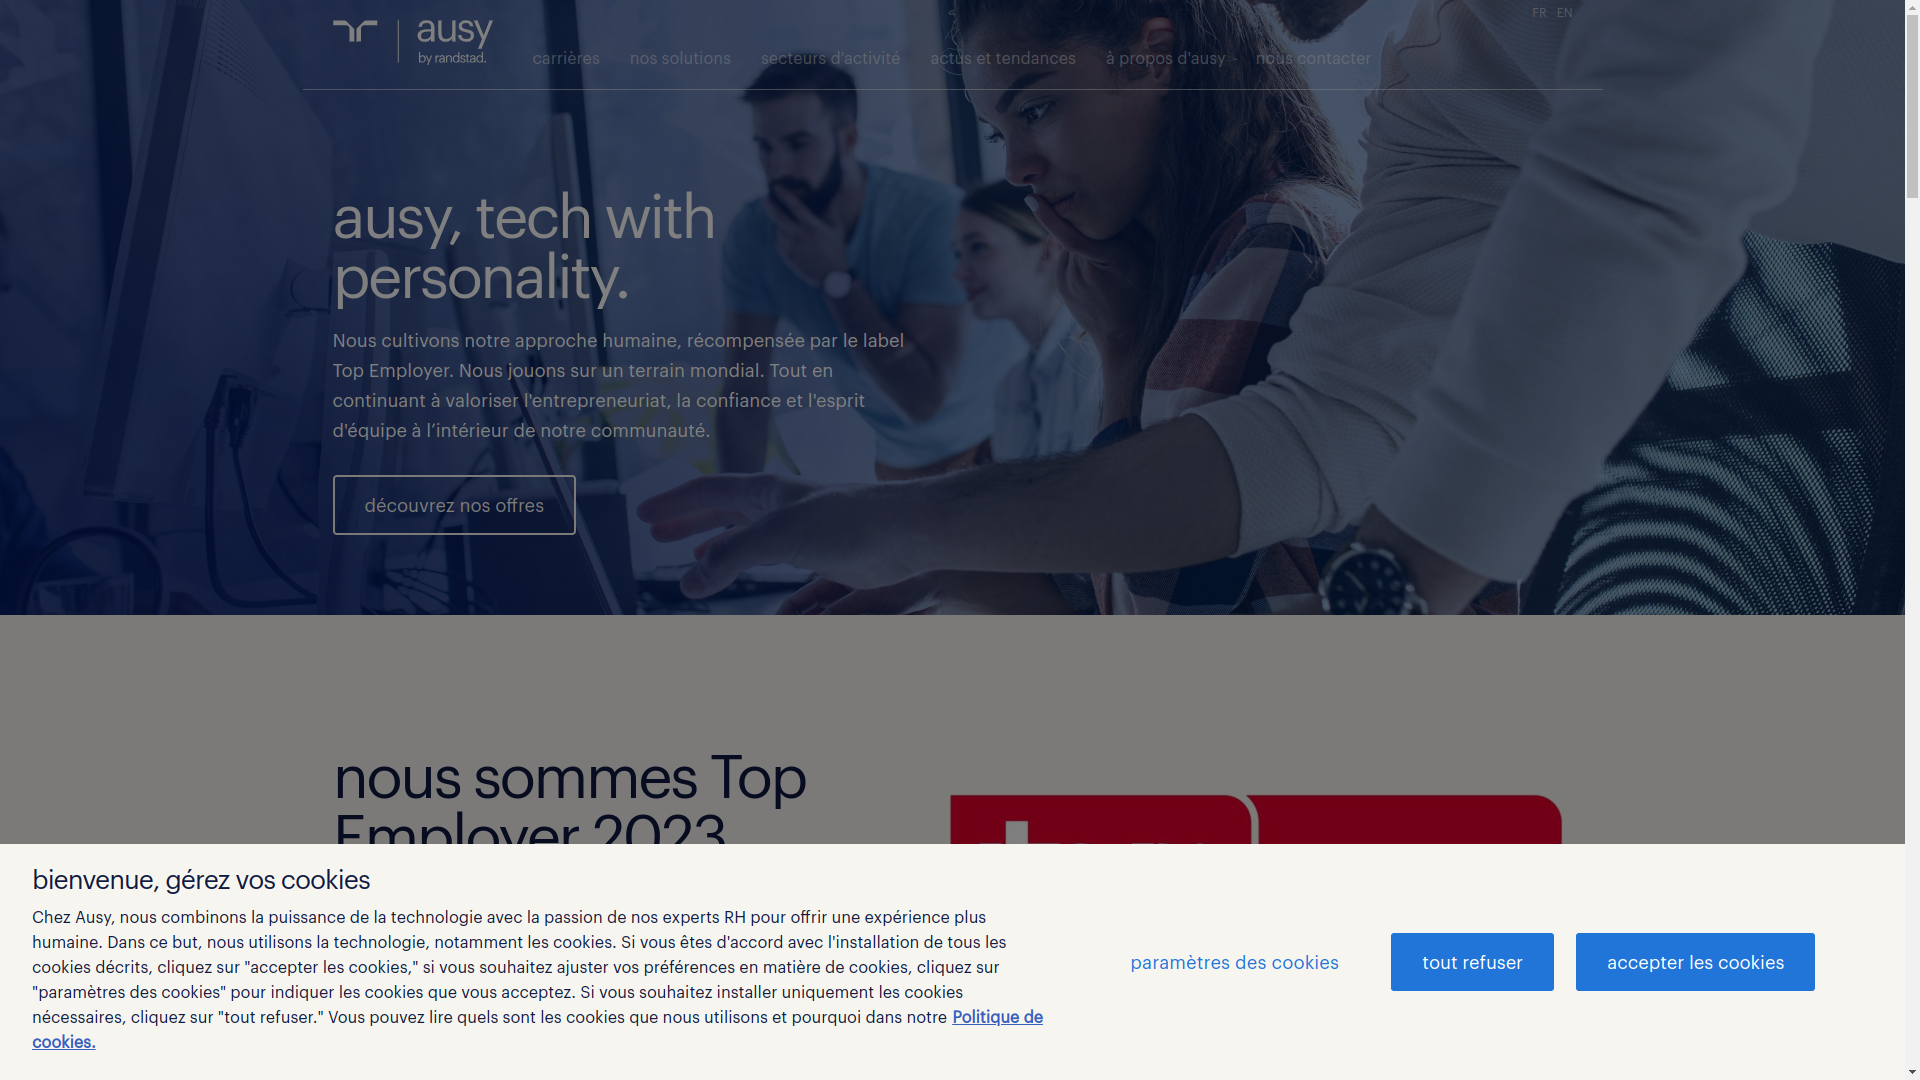 FR EN
ausy
by randstad.
carrières nos solutions secteurs d'activité actus et tendances à propos d'ausy nous contacter
ausy, tech with
personality.
Nous cultivons notre approche humaine, récompensée par le label
Top Employer. Nous jouons sur un terrain mondial. Tout en
continuant à valoriser l'entrepreneuriat, la confiance et l'esprit
d'équipe à l’intérieur de notre communauté.
découvrez nos offres
nous sommes Top
Employer 2023
bienvenue, gérez vos cookies
Chez Ausy, nous combinons la puissance de la technologie avec la passion de nos experts RH pour offrir une expérience plus
humaine. Dans ce but, nous utilisons la technologie, notamment les cookies. Si vous êtes d'accord avec l'installation de tous les
cookies décrits, cliquez sur "accepter les cookies," si vous souhaitez ajuster vos préférences en matière de cookies, cliquez sur
"paramètres des cookies" pour indiquer les cookies que vous acceptez. Si vous souhaitez installer uniquement les cookies
nécessaires, cliquez sur "tout refuser." Vous pouvez lire quels sont les cookies que nous utilisons et pourquoi dans notre Politique de
cookies.
paramètres des cookies
tout refuser
accepter les cookies